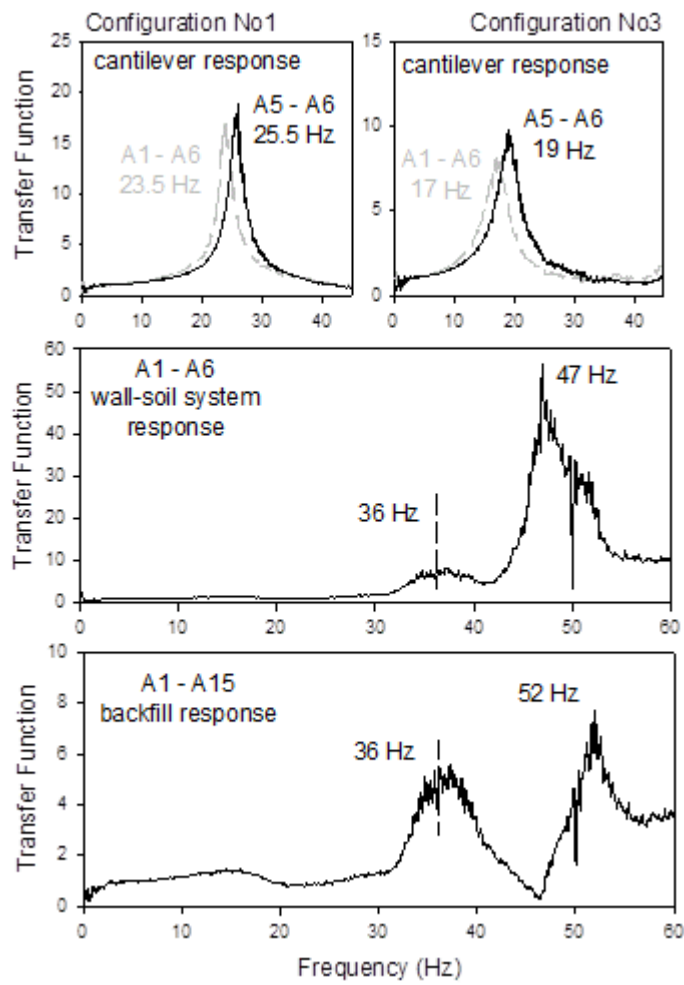 Configuration No1
Configuration No3
Transfer Function
25
20
15
10
5
0
cantilever response
A5 - A6
25.5 Hz
A1 - A6
23.5 Hz
0 10 20 30 40
15
10
5
0
cantilever response
A5 - A6
19 Hz
A1 - A6
17 Hz
0 10 20 30 40
Transfer Function
60
50
40
30
20
10
0
A1 - A6
wall-soil system
response
47 Hz
36 Hz
0 10 20 30 40 50 60
Transfer Function
10
8
6
4
2
0
A1 - A15
backfill response
52 Hz
36 Hz
0 10 20 30 40 50 60
Frequency (Hz)